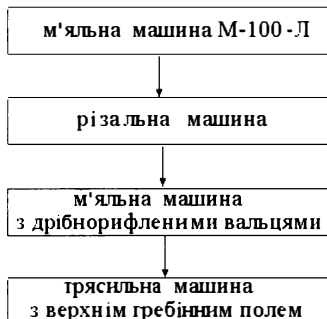 м'яльна машина М-100-Л
різальна машина
м'яльна машина
з дрібнорифленими вальцями
трясильна машина
з верхнім гребінним полем